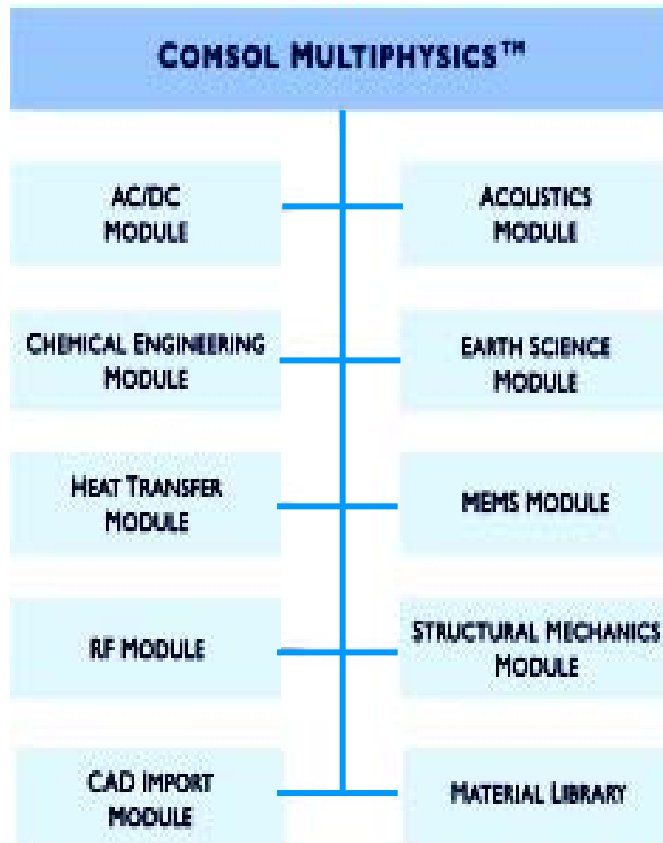 COMSOL MULTIPHYSICS™
AC/DC
MODULE
ACOUSTICS
MODULE
CHEMICAL ENGINEERING
MODULE
EARTH SCIENCE
MODULE
HEAT TRANSFER
MODULE
MEMS MODULE
RF MODULE
STRUCTURAL MECHANICS
MODULE
CAD IMPORT
MODULE
MATERIAL LIBRARY